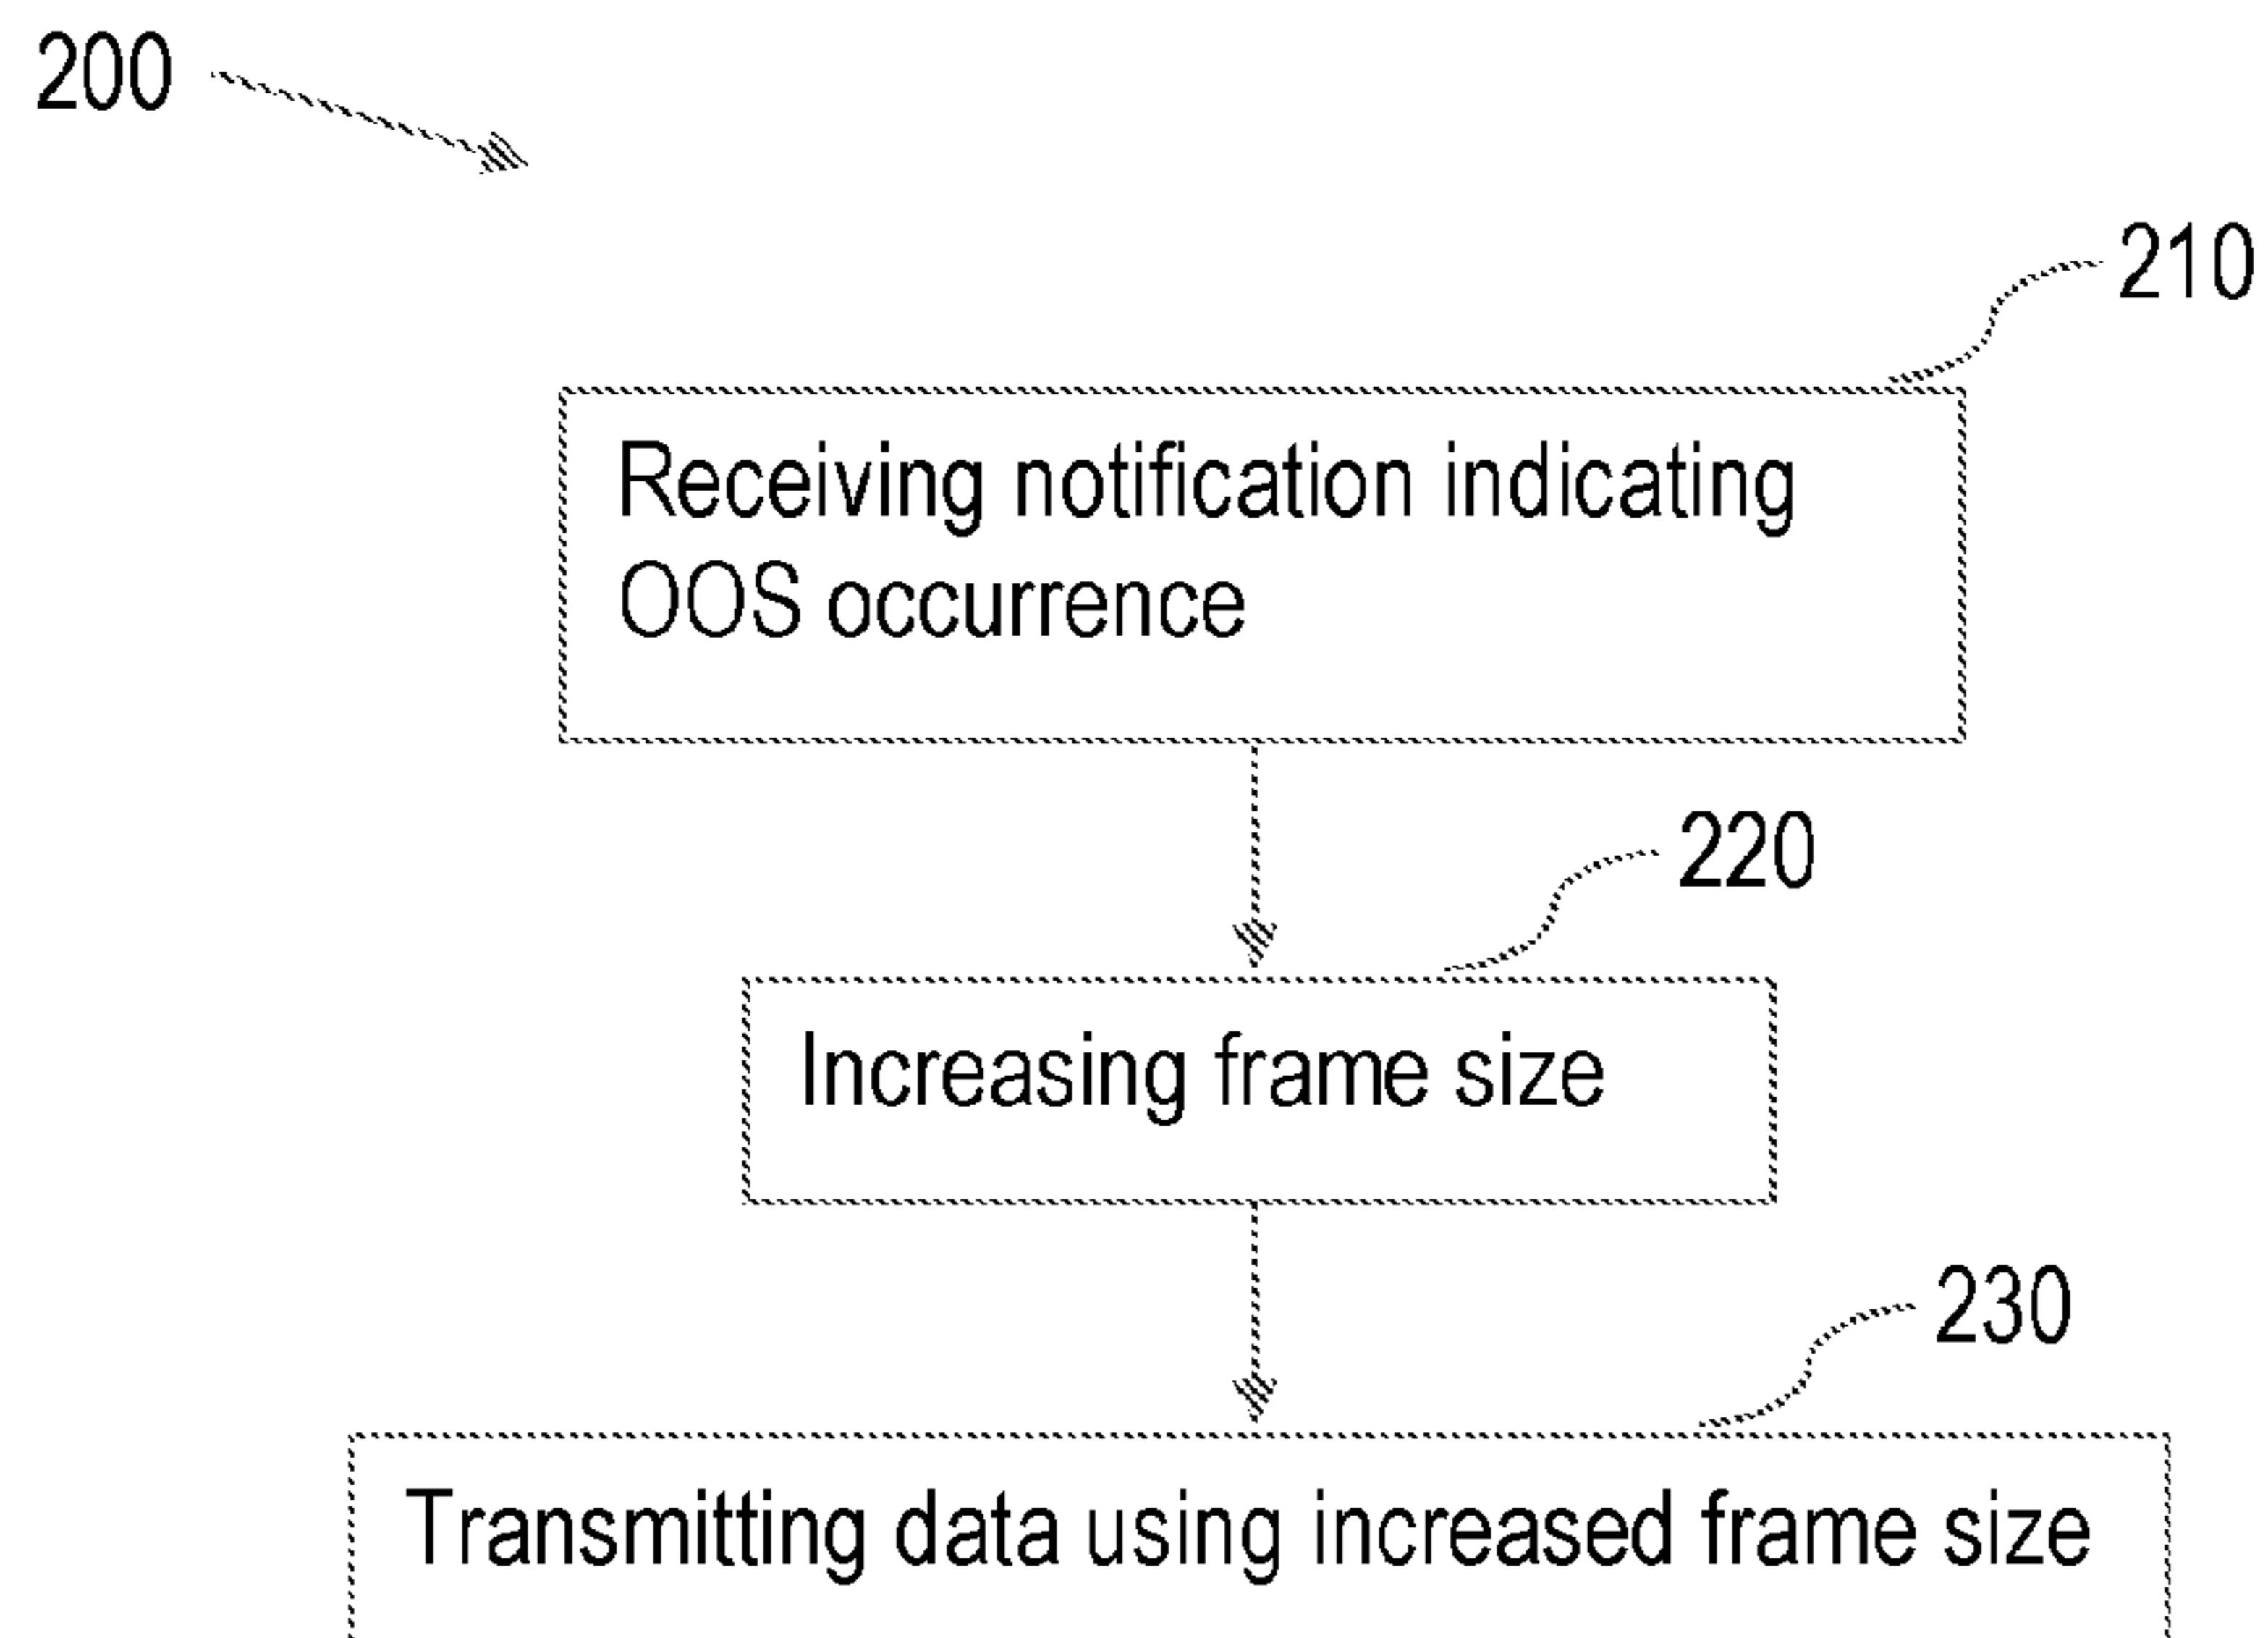 200
210
Receiving notification indicating
OOS occurrence
220
Increasing frame size
230
Transmitting data using increased frame size